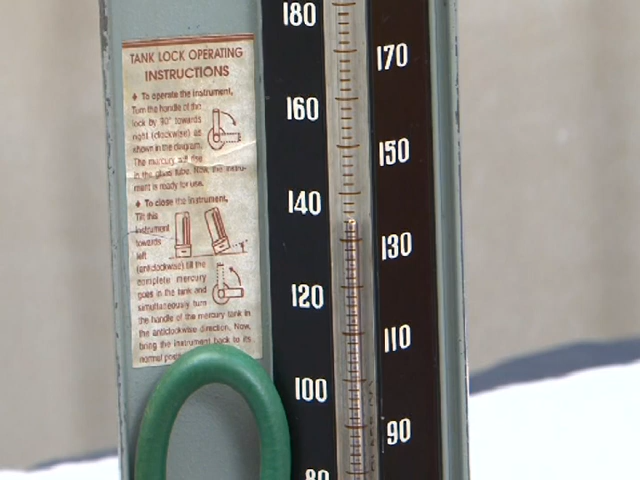 TANK LOCK OPERATING
INSTRUCTIONS
♦ To operate the instrument,
Turn the handle of the
lock by 90° towards
right (clockwise) as
shown in the diagram.
The mercury will rise
in the glass tube. Now, the instru-
ment is ready for use.
♦ To close the instrument,
Tilt this
instrument
towards
left
(anticlockwise) till the
complete mercury
goes in the tank and
simultaneously turn
the handle of the mercury tank in
the anticlockwise direction. Now,
bring the instrument back to its
normal
180
170
160
150
140
130
120
110
100
90
80